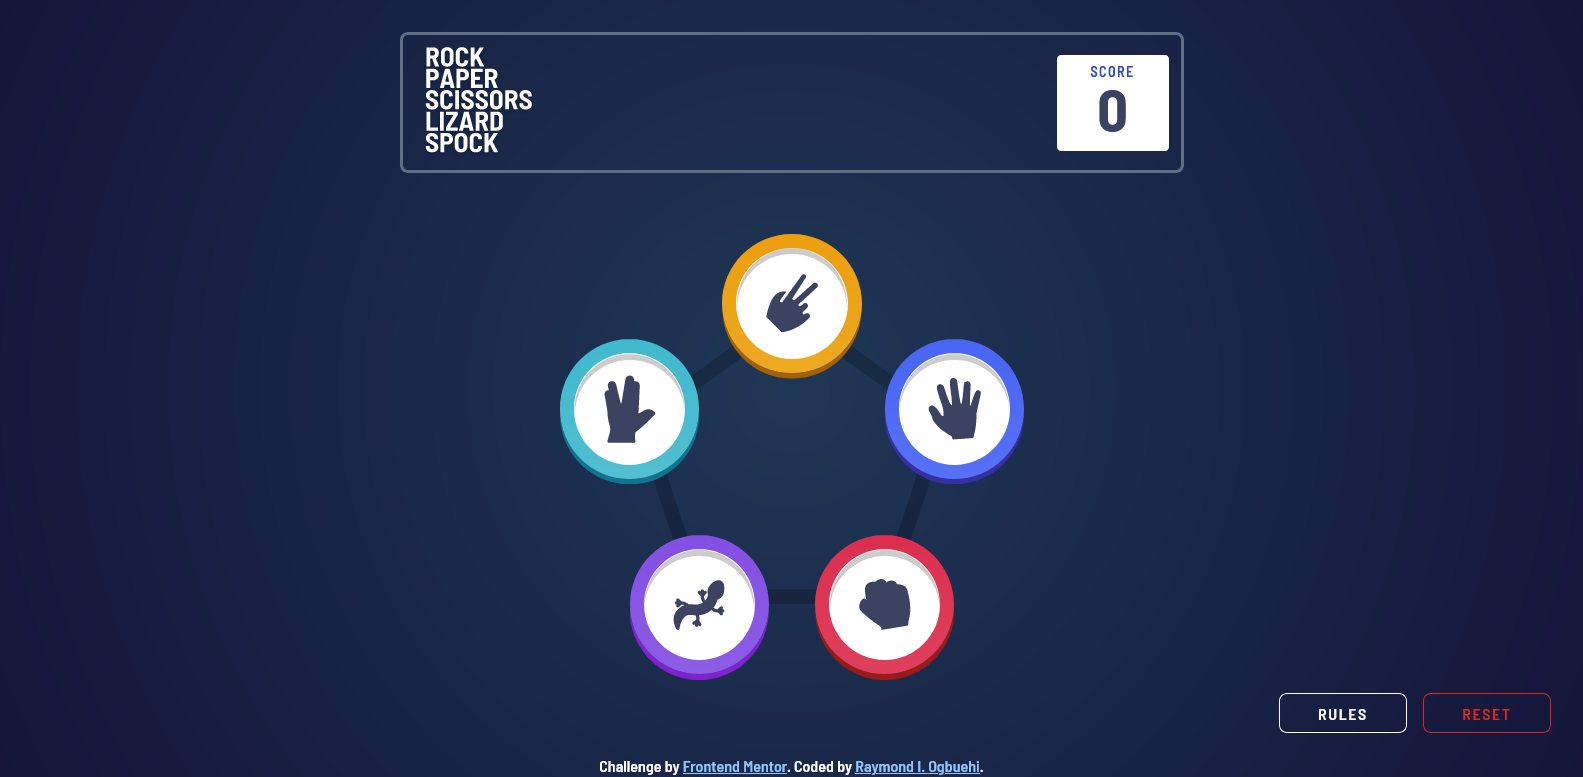 ROCK
PAPER
SCISSORS
LIZARD
SPOCK
SCORE
0
RULES
RESET
Challenge by Frontend Mentor. Coded by Raymond I. Ogbuehi.